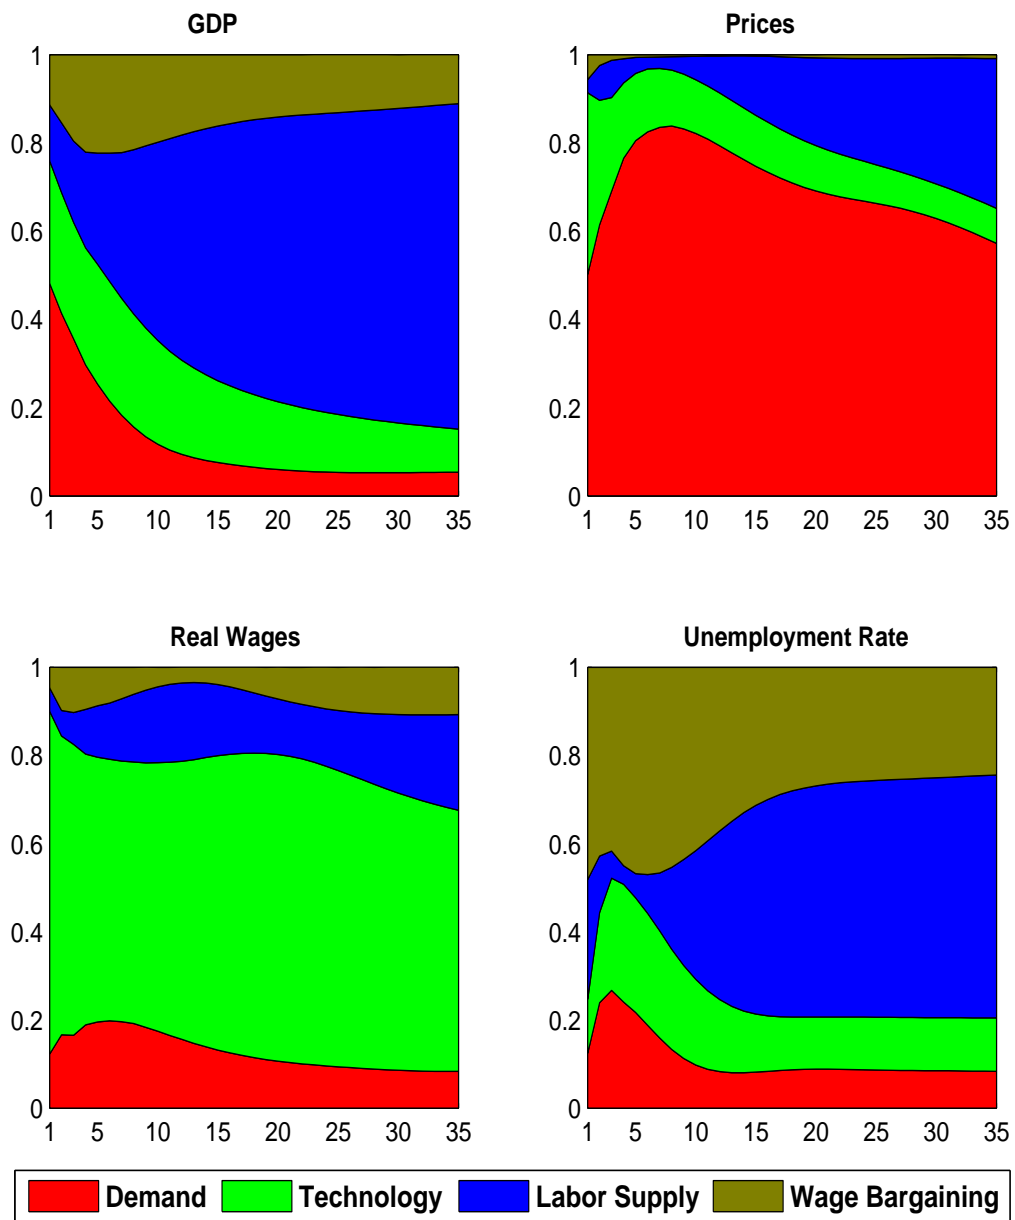 GDP Prices
1 1
0.8 0.8
0.6 0.6
0.4 0.4
0.2 0.2
0 0
1 5 10 15 20 25 30 35 1 5 10 15 20 25 30 35
Real Wages Unemployment Rate
1 1
0.8 0.8
0.6 0.6
0.4 0.4
0.2 0.2
0 0
1 5 10 15 20 25 30 35 1 5 10 15 20 25 30 35
Demand Technology Labor Supply Wage Bargaining